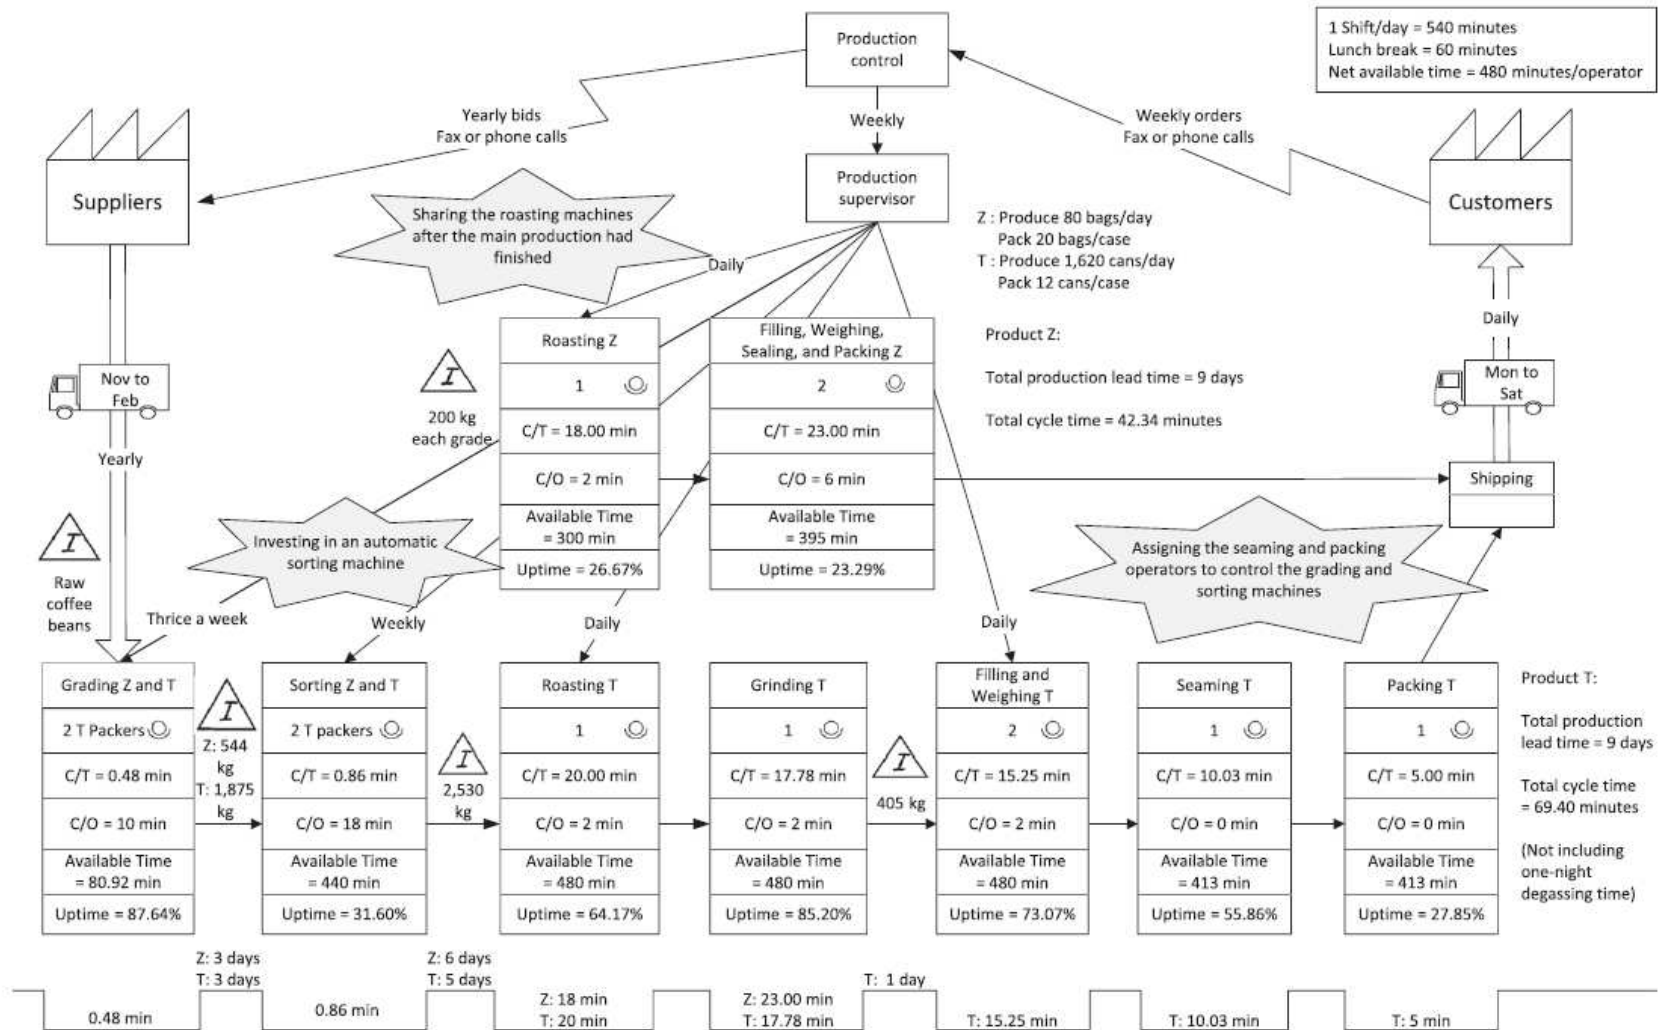 Production
control
1 Shift/day = 540 minutes
Lunch break = 60 minutes
Net available time = 480 minutes/operator
Yearly bids
Fax or phone calls
Weekly
Weekly orders
Fax or phone calls
Suppliers
Production
supervisor
Customers
Sharing the roasting machines
after the main production had
finished
Daily
Z : Produce 80 bags/day
Pack 20 bags/case
T : Produce 1,620 cans/day
Pack 12 cans/case
Product Z:
Total production lead time = 9 days
Total cycle time = 42.34 minutes
Daily
Nov to
Feb
Mon to
Sat
Yearly
I
200 kg
each grade
Roasting Z
1
C/T = 18.00 min
C/O = 2 min
Available Time
= 300 min
Uptime = 26.67%
Filling, Weighing,
Sealing, and Packing Z
2
C/T = 23.00 min
C/O = 6 min
Available Time
= 395 min
Uptime = 23.29%
Shipping
I
Raw
coffee
beans
Investing in an automatic
sorting machine
Assigning the seaming and packing
operators to control the grading and
sorting machines
Thrice a week
Weekly
Daily
Daily
Grading Z and T
2 T Packers
C/T = 0.48 min
C/O = 10 min
Available Time
= 80.92 min
Uptime = 87.64%
I
Z: 544
kg
T: 1,875
kg
Sorting Z and T
2 T packers
C/T = 0.86 min
C/O = 18 min
Available Time
= 440 min
Uptime = 31.60%
I
2,530
kg
Roasting T
1
C/T = 20.00 min
C/O = 2 min
Available Time
= 480 min
Uptime = 64.17%
Grinding T
1
C/T = 17.78 min
C/O = 2 min
Available Time
= 480 min
Uptime = 85.20%
I
405 kg
Filling and
Weighing T
2
C/T = 15.25 min
C/O = 2 min
Available Time
= 480 min
Uptime = 73.07%
Seaming T
1
C/T = 10.03 min
C/O = 0 min
Available Time
= 413 min
Uptime = 55.86%
Packing T
1
C/T = 5.00 min
C/O = 0 min
Available Time
= 413 min
Uptime = 27.85%
Product T:
Total production
lead time = 9 days
Total cycle time
= 69.40 minutes
(Not including
one-night
degassing time)
0.48 min
Z: 3 days
T: 3 days
0.86 min
Z: 6 days
T: 5 days
Z: 18 min
T: 20 min
Z: 23.00 min
T: 17.78 min
T: 1 day
T: 15.25 min
T: 10.03 min
T: 5 min